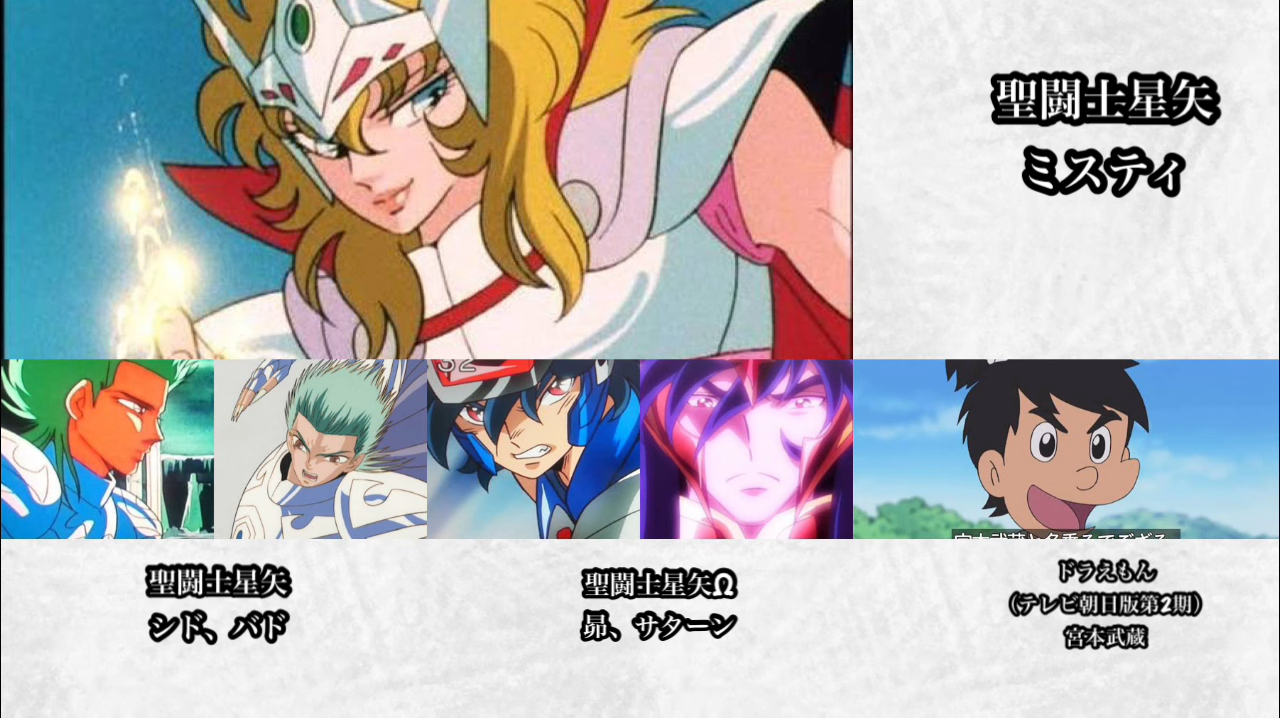 聖闘士星矢
ミスティ
52
聖闘士星矢
シド、バド
聖闘士星矢Ω
昴、サターン
ドラえもん
（テレビ朝日版第2期）
宮本武蔵